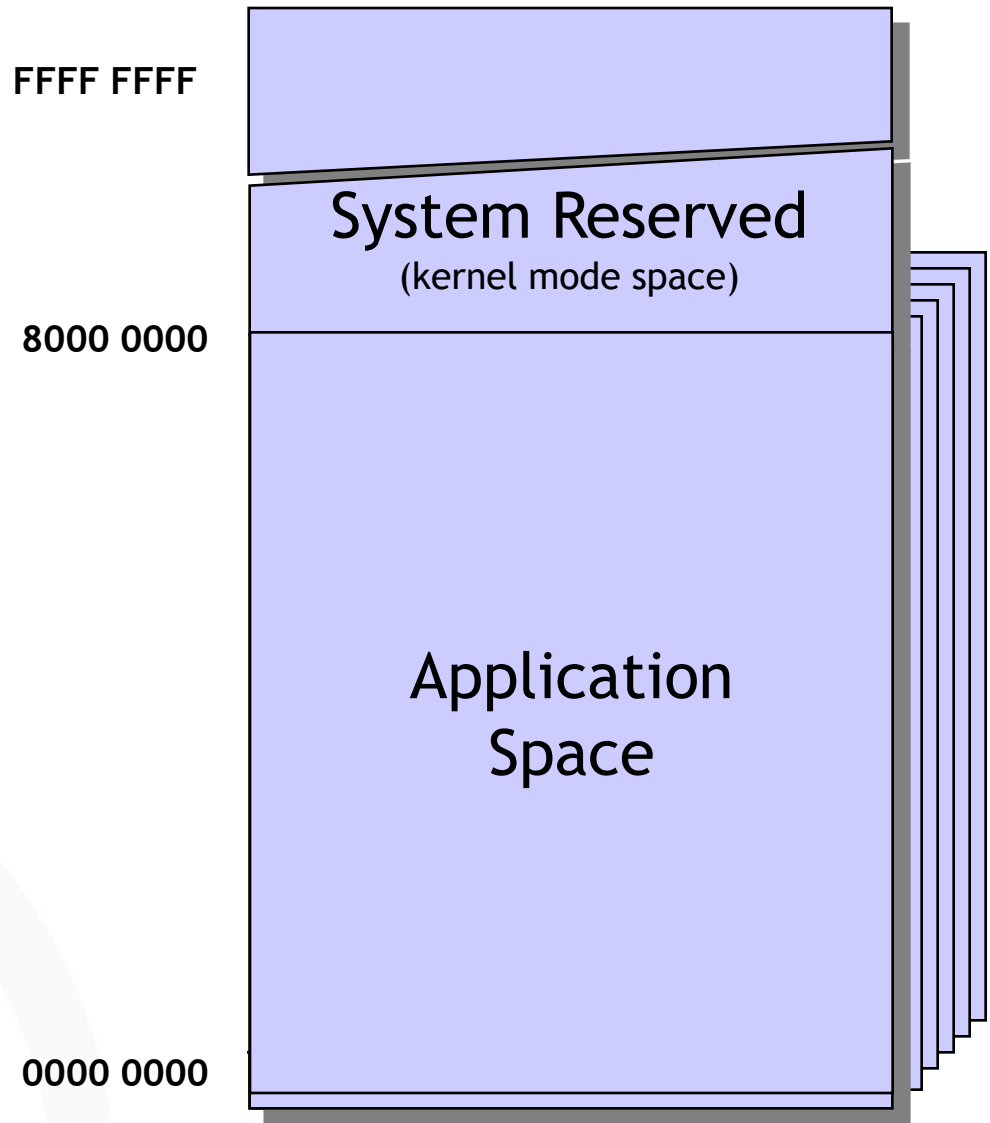 FFFF FFFF
System Reserved
(kernel mode space)
8000 0000
Application
Space
0000 0000